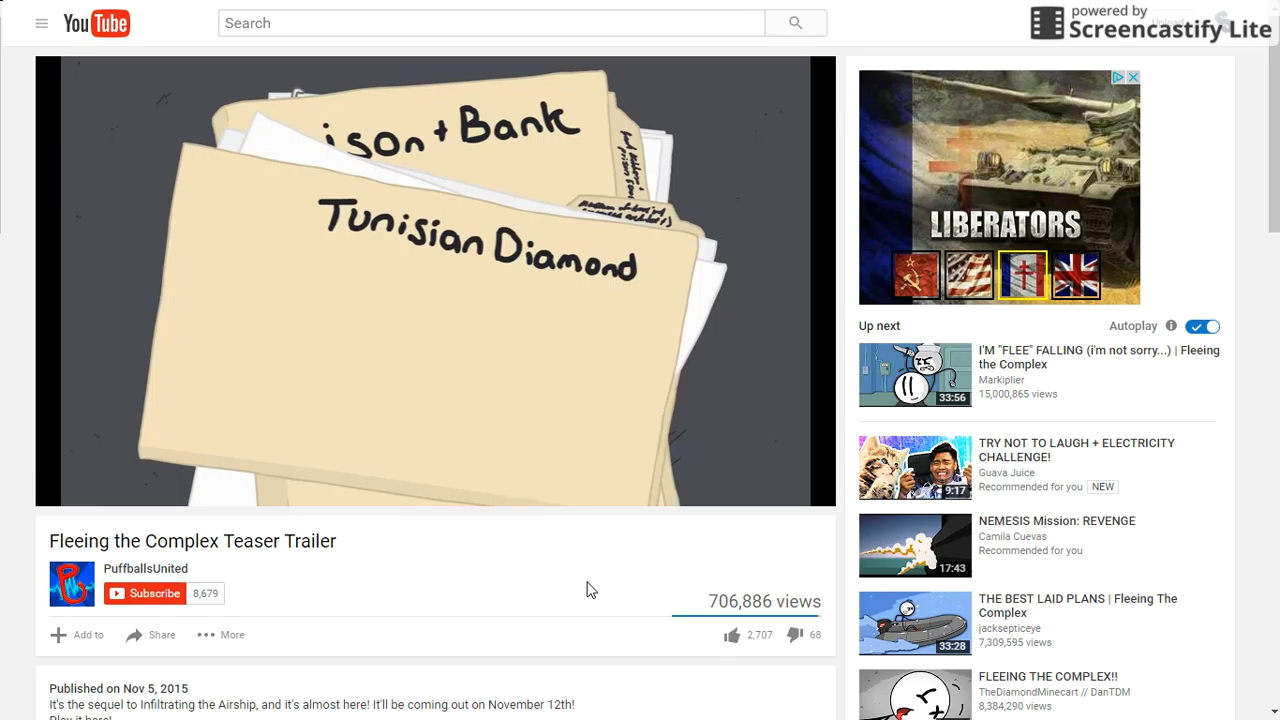 YouTube
Search
powered by
Screencastify Lite
ison + Bank
Tunisian Diamond
LIBERATORS
Up next
Autoplay
I'M "FLEE" FALLING (i'm not sorry...) | Fleeing
the Complex
Markiplier
15,000,865 views
33:56
TRY NOT TO LAUGH + ELECTRICITY
CHALLENGE!
Guava Juice
Recommended for you NEW
9:17
NEMESIS Mission: REVENGE
Camila Cuevas
Recommended for you
17:43
THE BEST LAID PLANS | Fleeing The
Complex
jacksepticeye
7,309,595 views
33:28
FLEEING THE COMPLEX!!
TheDiamondMinecart // DanTDM
8,384,290 views
Fleeing the Complex Teaser Trailer
PuffballsUnited
Subscribe 8,679
706,886 views
Add to Share More
2,707 68
Published on Nov 5, 2015
It's the sequel to Infiltrating the Airship, and it's almost here! It'll be coming out on November 12th!
Play it here!